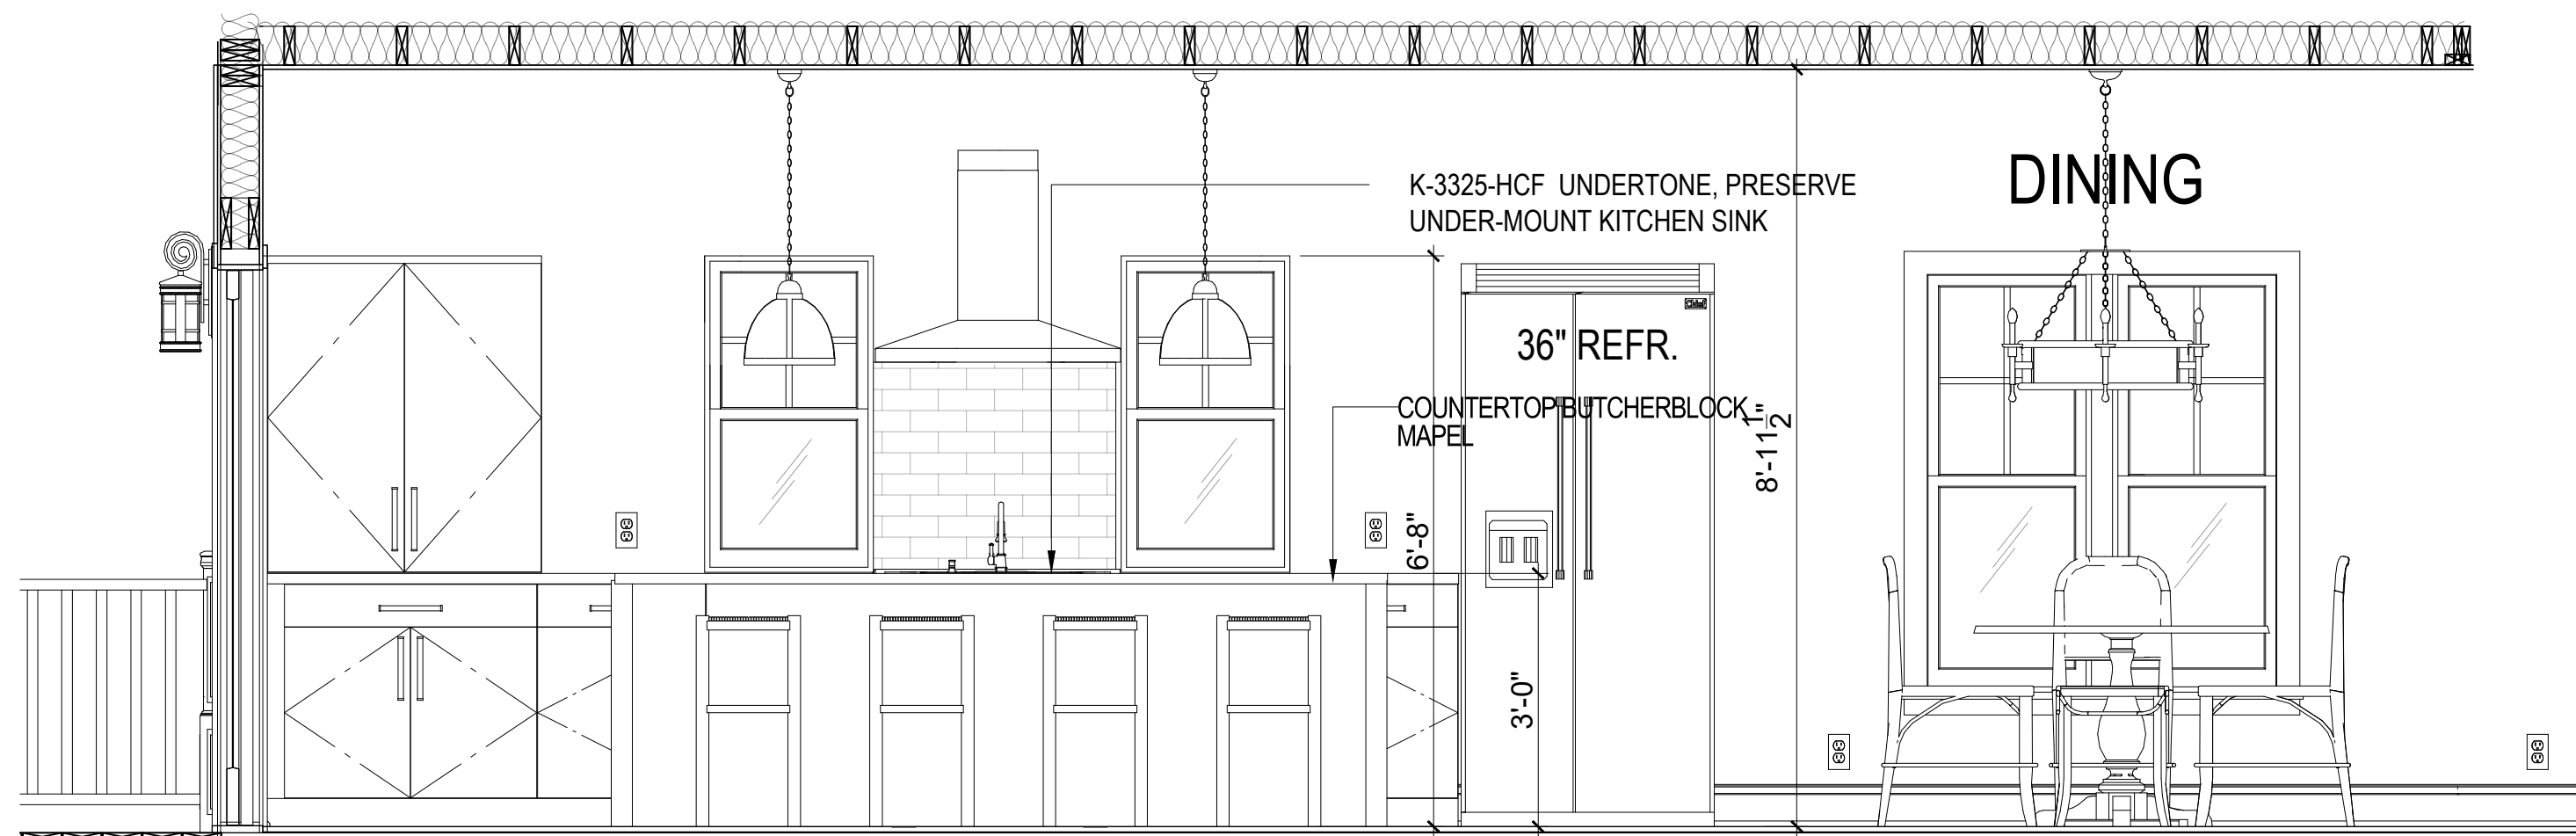 K-3325-HCF UNDERTONE, PRESERVE
UNDER-MOUNT KITCHEN SINK
DINING
36" REFR.
COUNTERTOP BUTCHERBLOCK
MAPEL
8'-11 1/2"
6'-8"
3'-0"